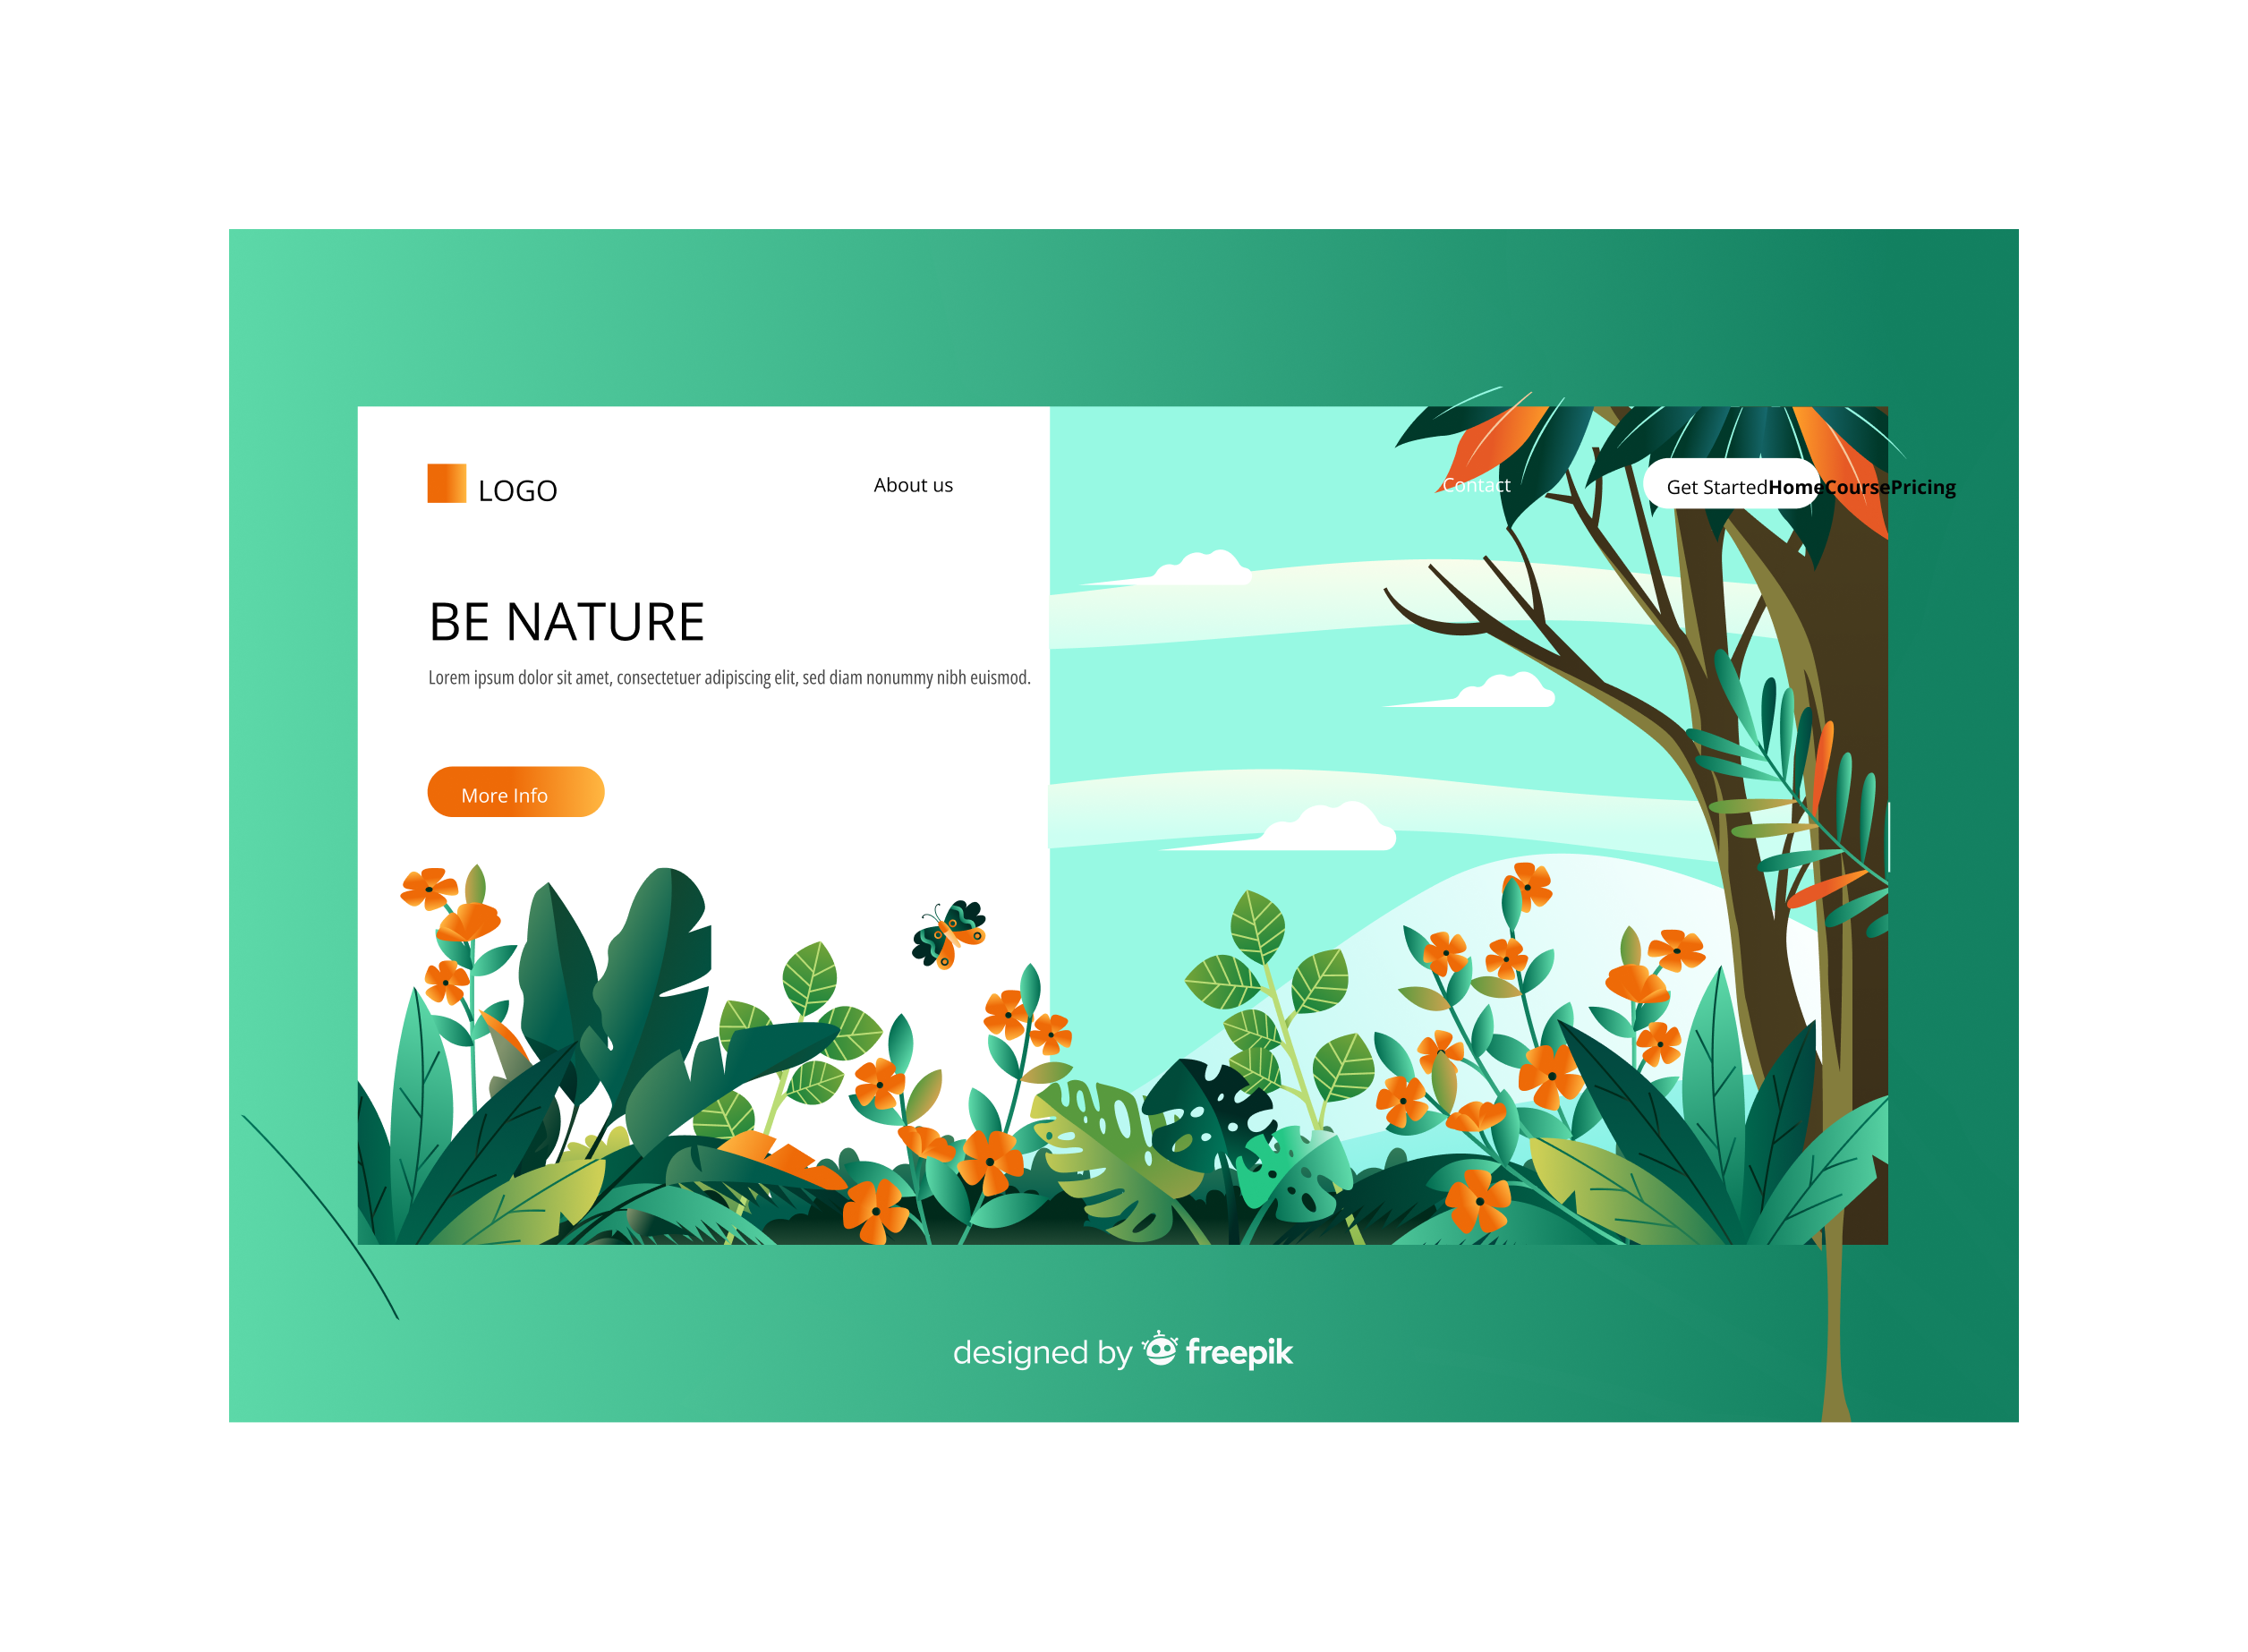 LOGO
About us
Contact
Get StartedHomeCoursePricing
BE NATURE
Lorem ipsum dolor sit amet, consectetuer adipiscing elit, sed diam nonummy nibh euismod.
More Info
designed by freepik